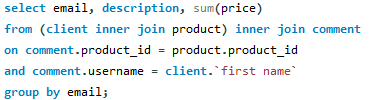 select email, description, sum(price)
from (client inner join product) inner join comment
on comment.product_id = product.product_id
and comment.username = client.`first name`
group by email;